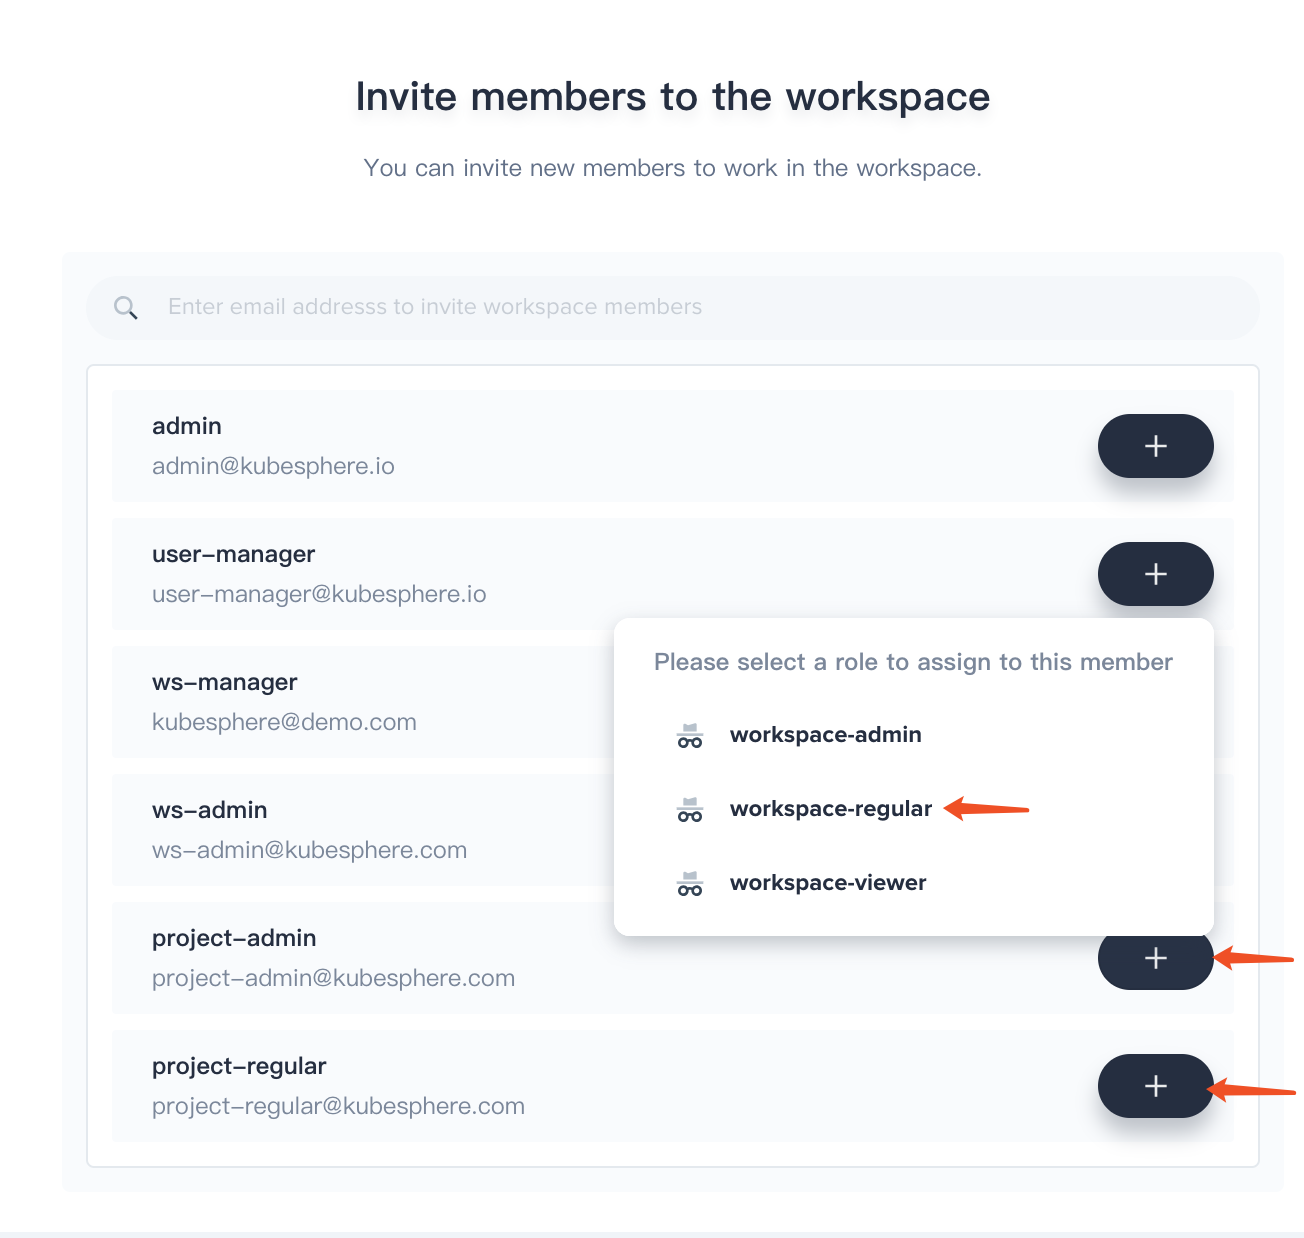 Invite members to the workspace
You can invite new members to work in the workspace.
Enter email addresss to invite workspace members
admin
admin@kubesphere.io
user-manager
user-manager@kubesphere.io
Please select a role to assign to this member
workspace-admin
workspace-regular
workspace-viewer
ws-manager
kubesphere@demo.com
ws-admin
ws-admin@kubesphere.com
project-admin
project-admin@kubesphere.com
project-regular
project-regular@kubesphere.com